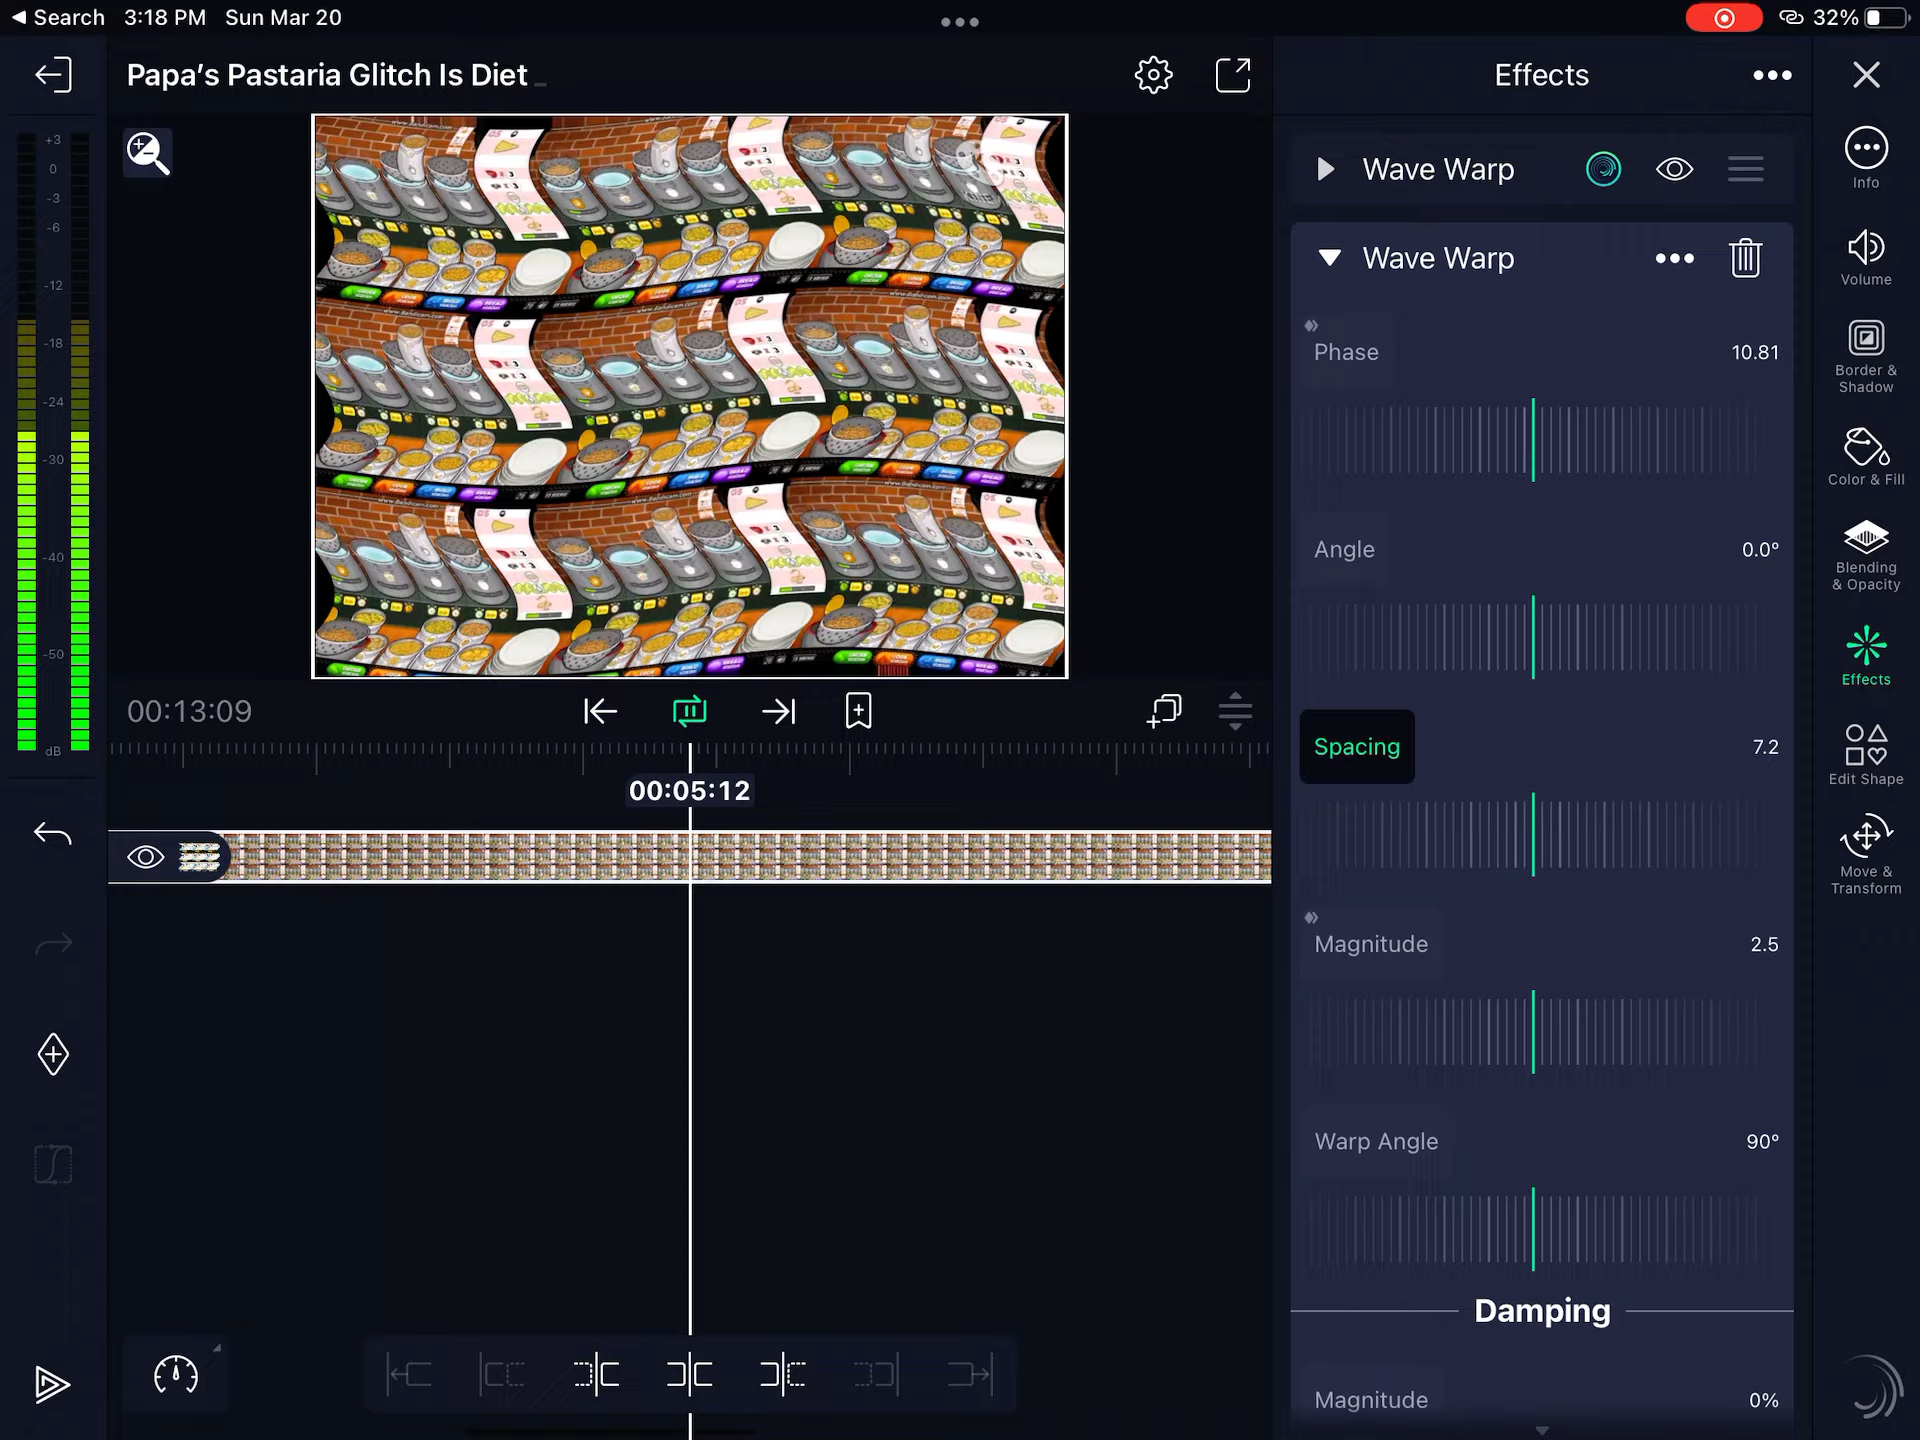 Search 3:18 PM Sun Mar 20
32%
Papa's Pastaria Glitch Is Diet
Effects
Info
Volume
Border &
Shadow
Color & Fill
Blending
& Opacity
Effects
Edit Shape
Move &
Transform
+3
0
-3
-6
-12
-18
-24
-30
-40
-50
dB
Wave Warp
Wave Warp
Phase 10.81
Angle 0.0°
Spacing 7.2
Magnitude 2.5
Warp Angle 90°
Damping
Magnitude 0%
00:13:09
00:05:12